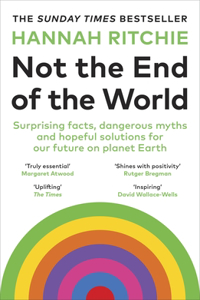 THE SUNDAY TIMES BESTSELLER
HANNAH RITCHIE
Not the End
of the World
Surprising facts, dangerous myths
and hopeful solutions for
our future on planet Earth
‘Truly essential’
Margaret Atwood
‘Shines with positivity’
Rutger Bregman
‘Uplifting’
The Times
‘Inspiring’
David Wallace-Wells